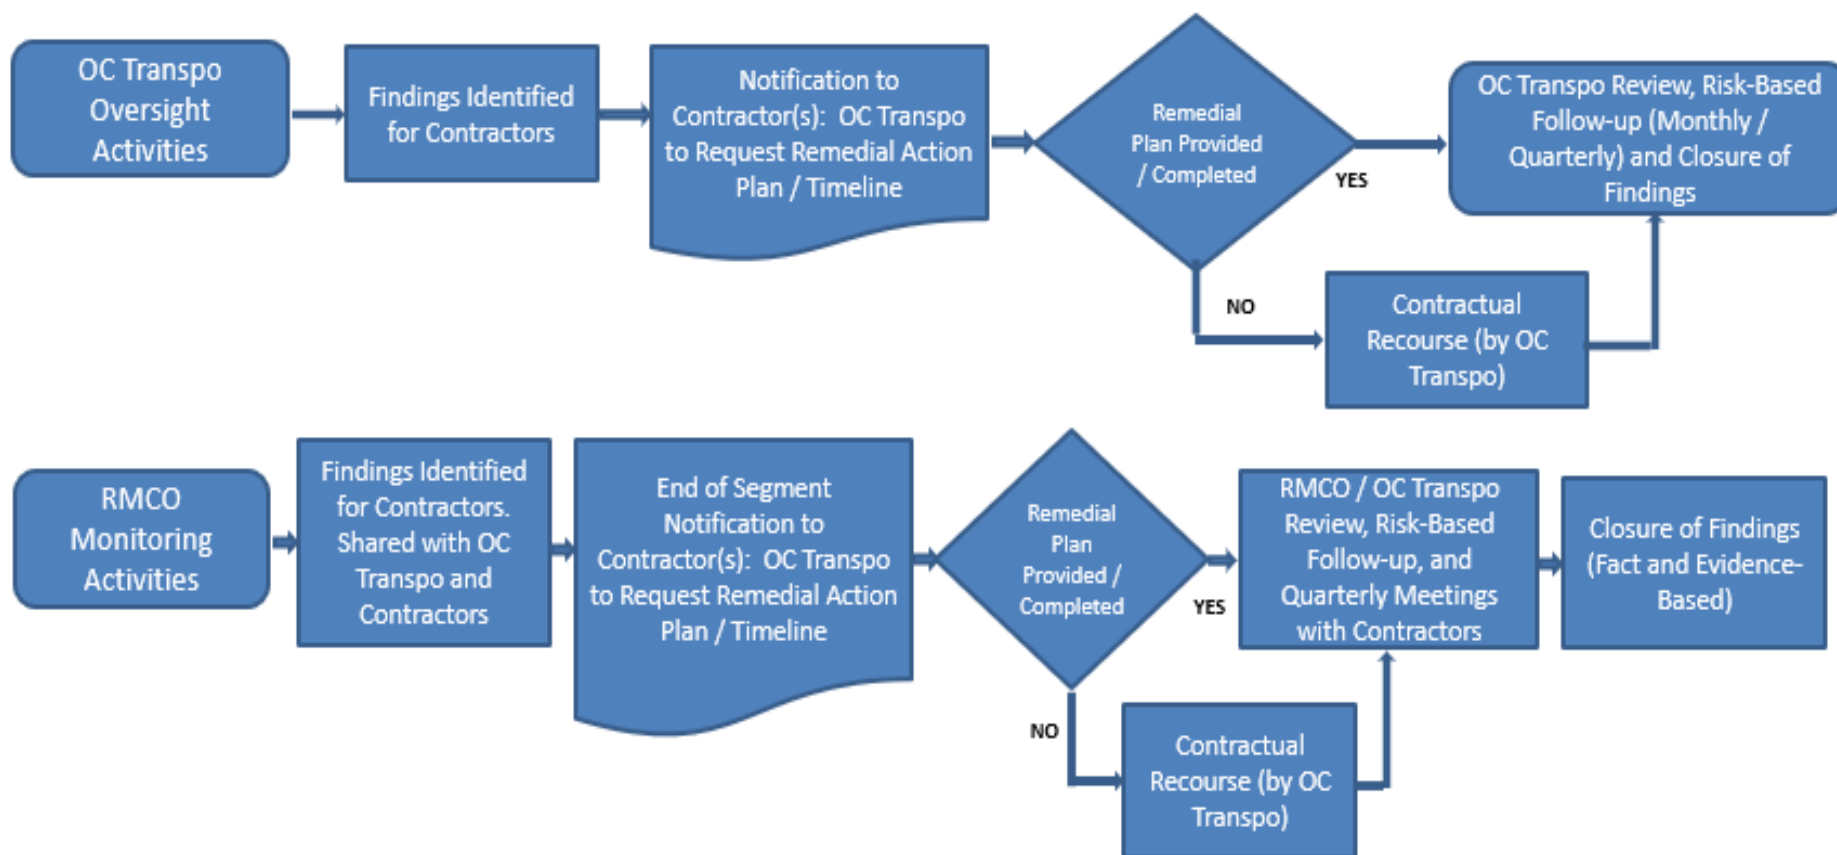 OC Transpo
Oversight
Activities
Findings Identified
for Contractors
Notification to
Contractor(s): OC Transpo
to Request Remedial Action
Plan / Timeline
Remedial
Plan Provided
/ Completed
YES
OC Transpo Review, Risk-Based
Follow-up (Monthly /
Quarterly) and Closure of
Findings
NO
Contractual
Recourse (by OC
Transpo)
RMCO
Monitoring
Activities
Findings Identified
for Contractors.
Shared with OC
Transpo and
Contractors
End of Segment
Notification to
Contractor(s): OC Transpo
to Request Remedial Action
Plan / Timeline
Remedial
Plan
Provided /
Completed
YES
RMCO / OC Transpo
Review, Risk-Based
Follow-up, and
Quarterly Meetings
with Contractors
Closure of Findings
(Fact and Evidence-
Based)
NO
Contractual
Recourse (by OC
Transpo)